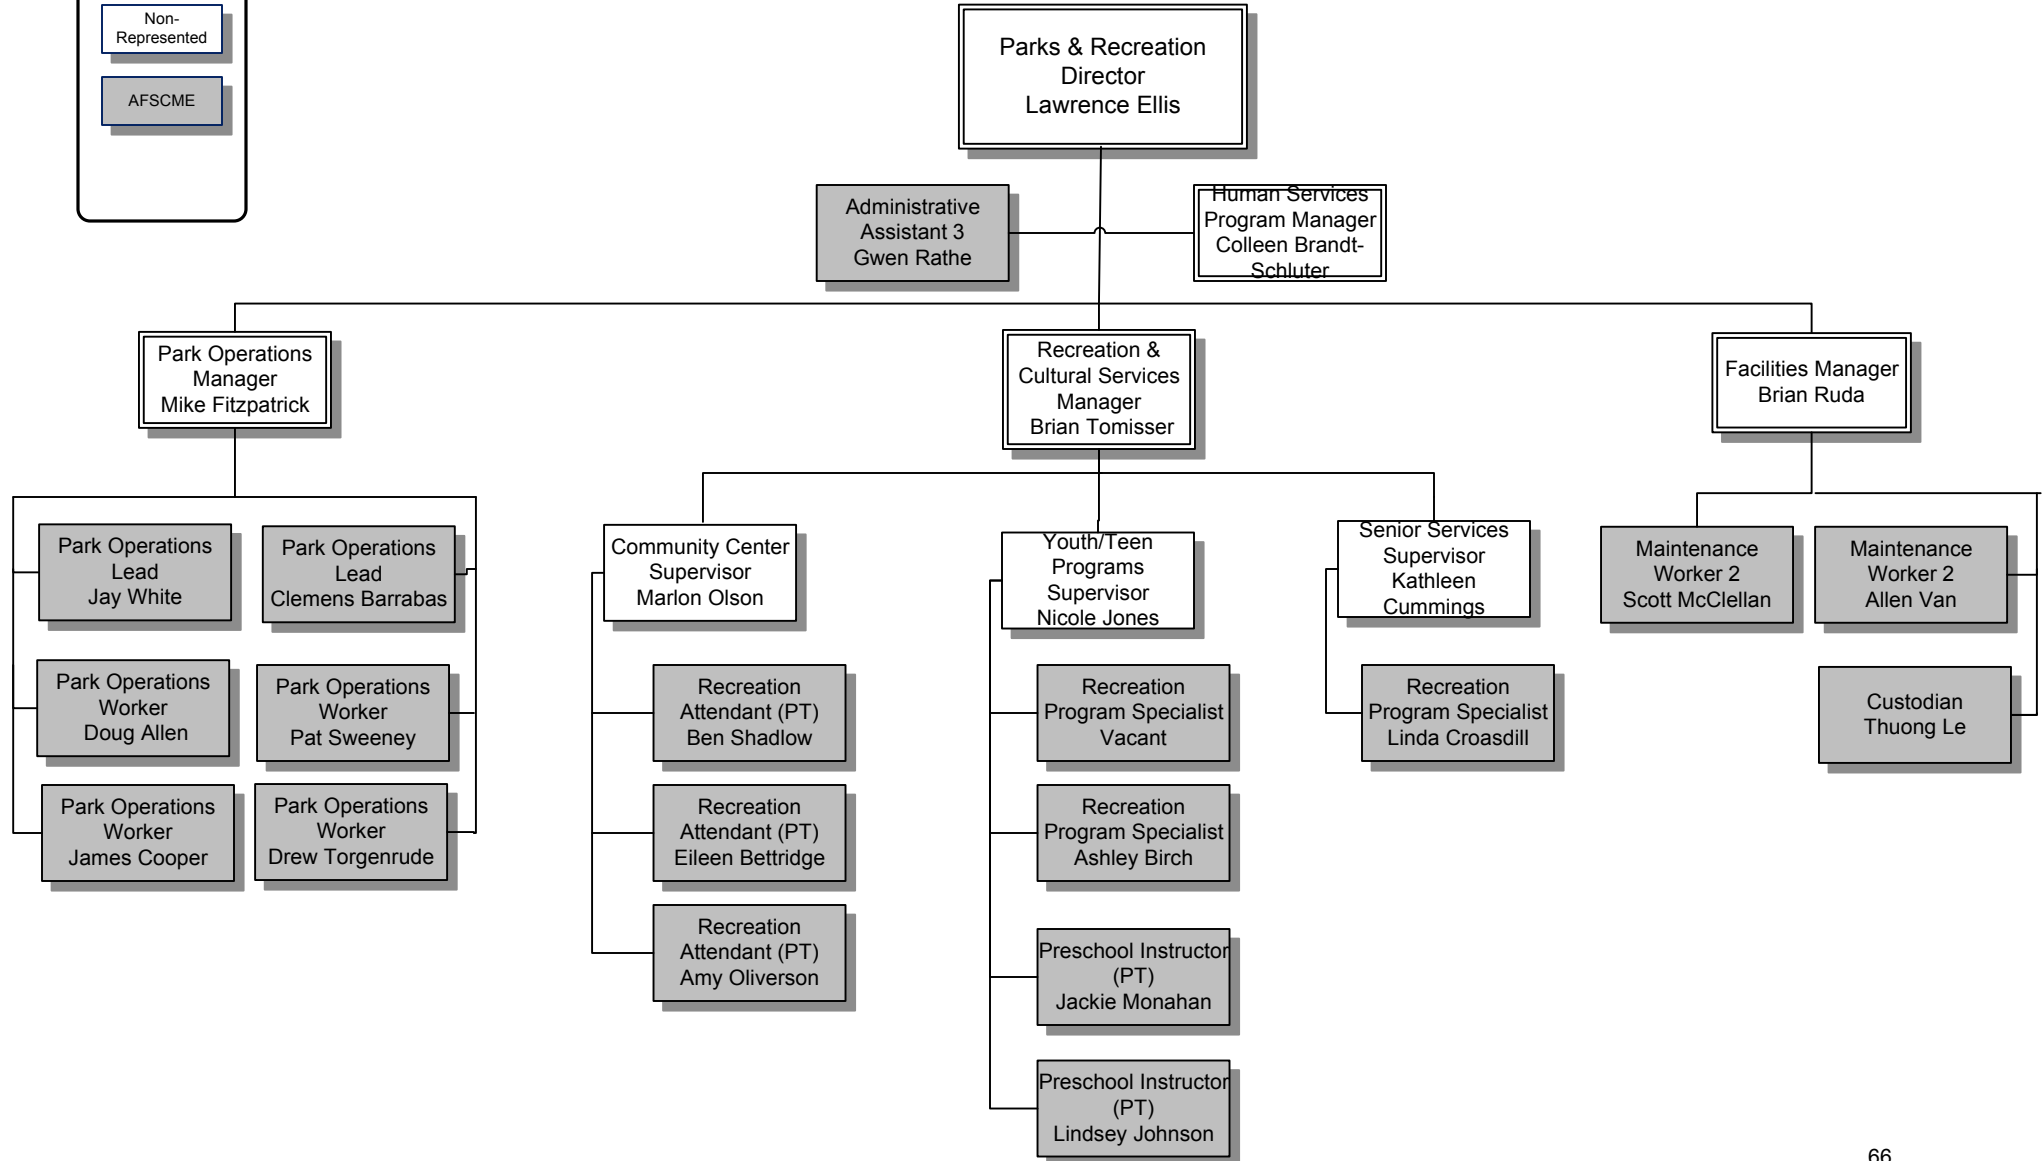 Non-
Represented
AFSCME
Parks & Recreation
Director
Lawrence Ellis
Administrative
Assistant 3
Gwen Rathe
Human Services
Program Manager
Colleen Brandt-
Schluter
Park Operations
Manager
Mike Fitzpatrick
Recreation &
Cultural Services
Manager
Brian Tomisser
Facilities Manager
Brian Ruda
Park Operations
Lead
Jay White
Park Operations
Lead
Clemens Barrabas
Park Operations
Worker
Doug Allen
Park Operations
Worker
Pat Sweeney
Park Operations
Worker
James Cooper
Park Operations
Worker
Drew Torgenrude
Community Center
Supervisor
Marlon Olson
Recreation
Attendant (PT)
Ben Shadlow
Recreation
Attendant (PT)
Eileen Bettridge
Recreation
Attendant (PT)
Amy Oliverson
Youth/Teen
Programs
Supervisor
Nicole Jones
Recreation
Program Specialist
Vacant
Recreation
Program Specialist
Ashley Birch
Preschool Instructor
(PT)
Jackie Monahan
Preschool Instructor
(PT)
Lindsey Johnson
Senior Services
Supervisor
Kathleen
Cummings
Recreation
Program Specialist
Linda Croasdill
Maintenance
Worker 2
Scott McClellan
Maintenance
Worker 2
Allen Van
Custodian
Thuong Le
66